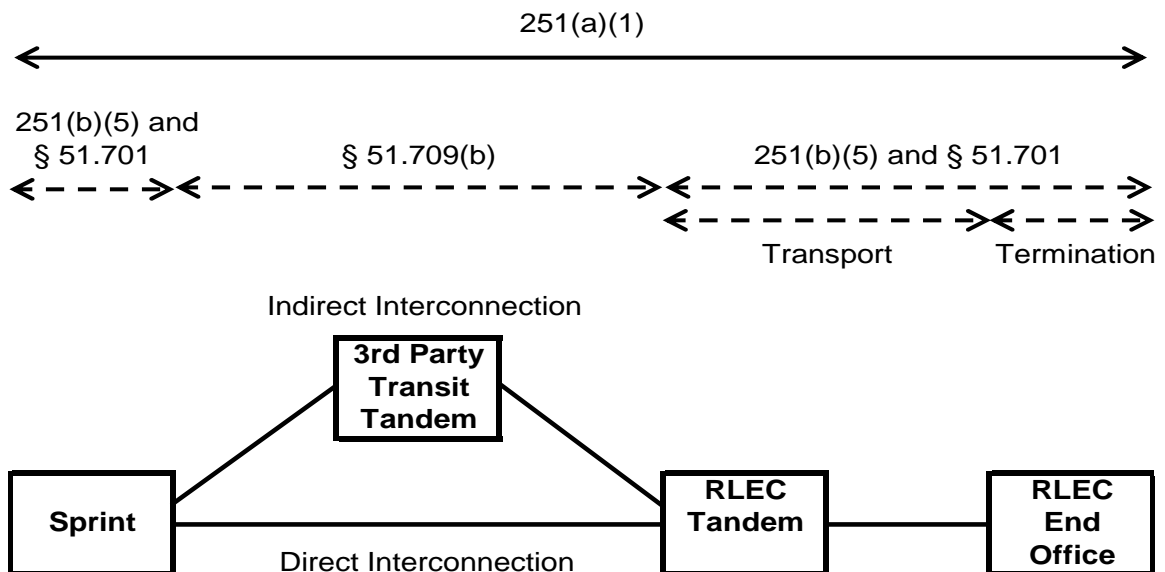 251(a)(1)
251(b)(5) and
§ 51.701
§ 51.709(b)
251(b)(5) and § 51.701
Transport
Termination
Indirect Interconnection
3rd Party
Transit
Tandem
Sprint
RLEC
Tandem
RLEC
End
Office
Direct Interconnection